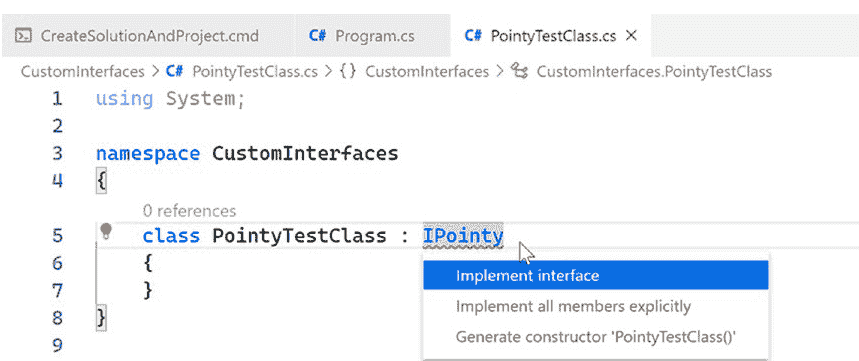 CreateSolutionAndProject.cmd C# Program.cs C# PointyTestClass.cs ×
CustomInterfaces > C# PointyTestClass.cs > {} CustomInterfaces > CustomInterfaces.PointyTestClass
1 using System;
2
3 namespace CustomInterfaces
4 {
0 references
5 class PointyTestClass : IPointy
6 {
7 }
8 }
9
Implement interface
Implement all members explicitly
Generate constructor 'PointyTestClass()'